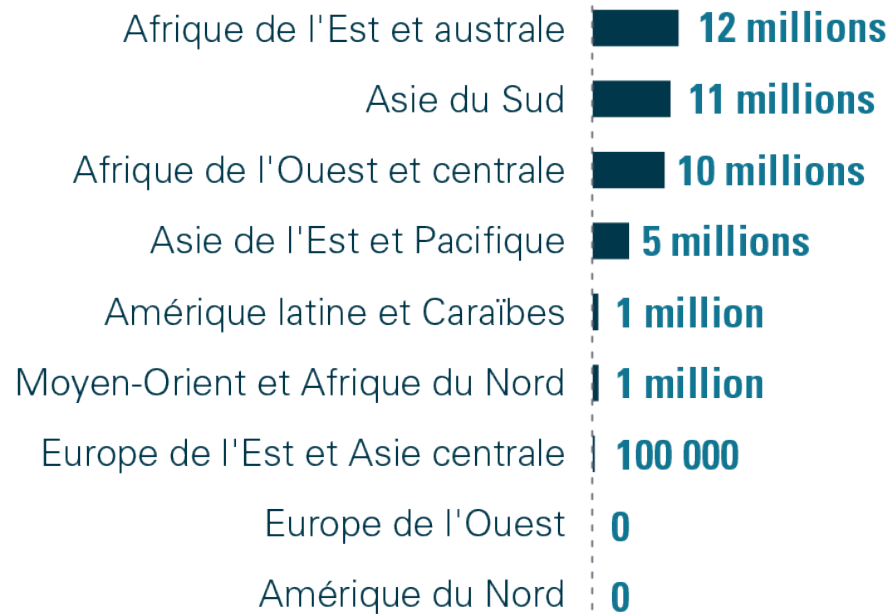 Afrique de l'Est et australe 12 millions
Asie du Sud 11 millions
Afrique de l'Ouest et centrale 10 millions
Asie de l'Est et Pacifique 5 millions
Amérique latine et Caraïbes 1 million
Moyen-Orient et Afrique du Nord 1 million
Europe de l'Est et Asie centrale 100 000
Europe de l'Ouest 0
Amérique du Nord 0